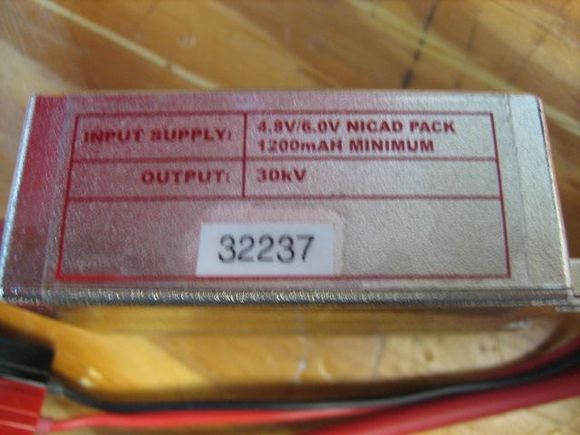 INPUT SUPPLY: 4.8V/6.0V NICAD PACK
1200mAH MINIMUM
OUTPUT: 30kV
32237